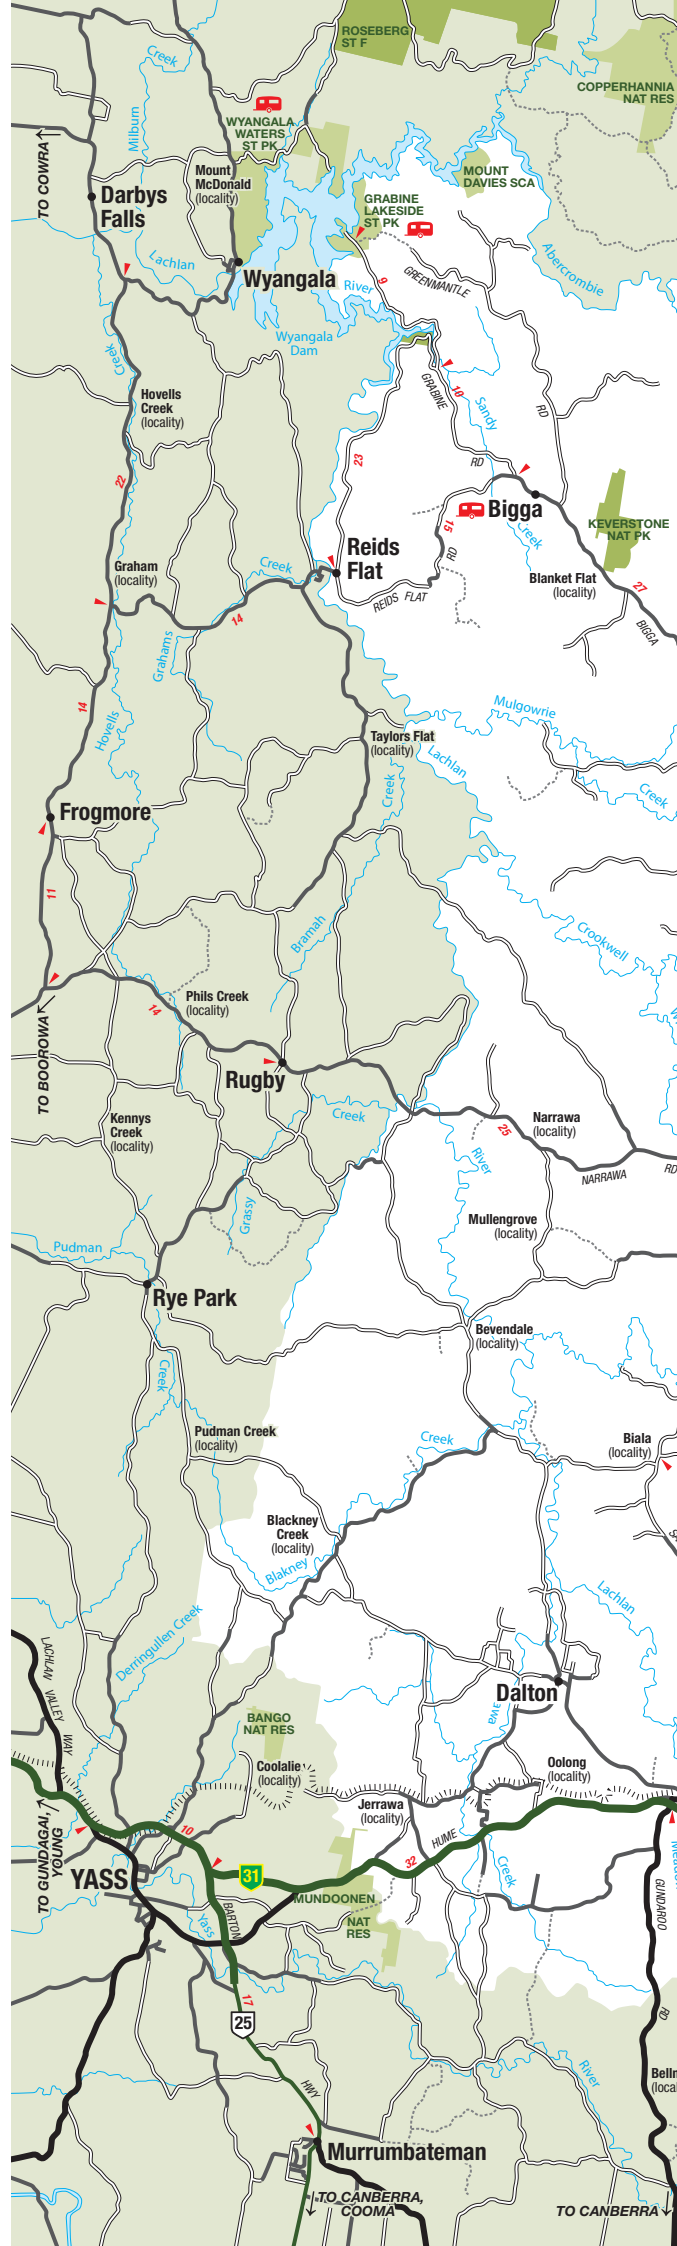 ROSEBERG
ST F
Creek
COPPERHANNIA
NAT RES
WYANGALA
WATERS
ST PK
Milburn
TO COWRA
Mount
McDonald
(locality)
MOUNT
DAVIES SCA
Darbys
Falls
GRABINE
LAKESIDE
ST PK
Lachlan
Abercrombie
Wyangala
River
9
GREENMANTLE
Wyangala
Dam
Creek
Hovells
Creek
(locality)
GRABINE
10
Sandy
RD
RD
23
22
15
Bigga
KEVERSTONE
NAT PK
Creek
Reids
Flat
RD
Graham
(locality)
Creek
Blanket Flat
(locality)
27
REIDS FLAT
14
BIGGA
Grahams
14
Hovells
Mulgowrie
Taylors Flat
(locality)
Lachlan
Creek
Creek
Frogmore
11
Bramah
Crookwell
Phils Creek
(locality)
14
TO BOOROWA
Rugby
Kennys
Creek
(locality)
Creek
25
Narrawa
(locality)
River
NARRAWA
RD
Grassy
Mullengrove
(locality)
Pudman
Rye Park
Bevendale
(locality)
Creek
Pudman Creek
(locality)
Creek
Biala
(locality)
Blackney
Creek
(locality)
Blakney
Lachlan
Derringullen Creek
LACHLAN VALLEY WAY
Dalton
awa
BANGO
NAT RES
Coolalie
(locality)
Oolong
(locality)
Jerrawa
(locality)
TO GUNDAGAI,
YOUNG
10
HUME
32
YASS
31
MUNDOONEN
NAT
RES
Creek
GUNDAROO
BARTON
Yass
17
25
RD
River
HWY
Murrumbateman
TO CANBERRA,
COOMA
TO CANBERRA